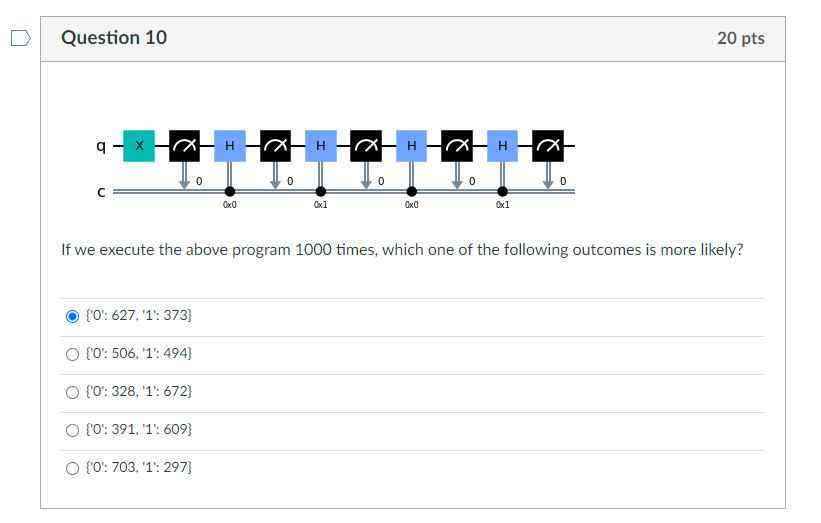 Question 10
20 pts
q X H H H H
0 0 0 0 0
c
0x0 0x1 0x0 0x1
If we execute the above program 1000 times, which one of the following outcomes is more likely?
{'0': 627, '1': 373}
{'0': 506, '1': 494}
{'0': 328, '1': 672}
{'0': 391, '1': 609}
{'0': 703, '1': 297}